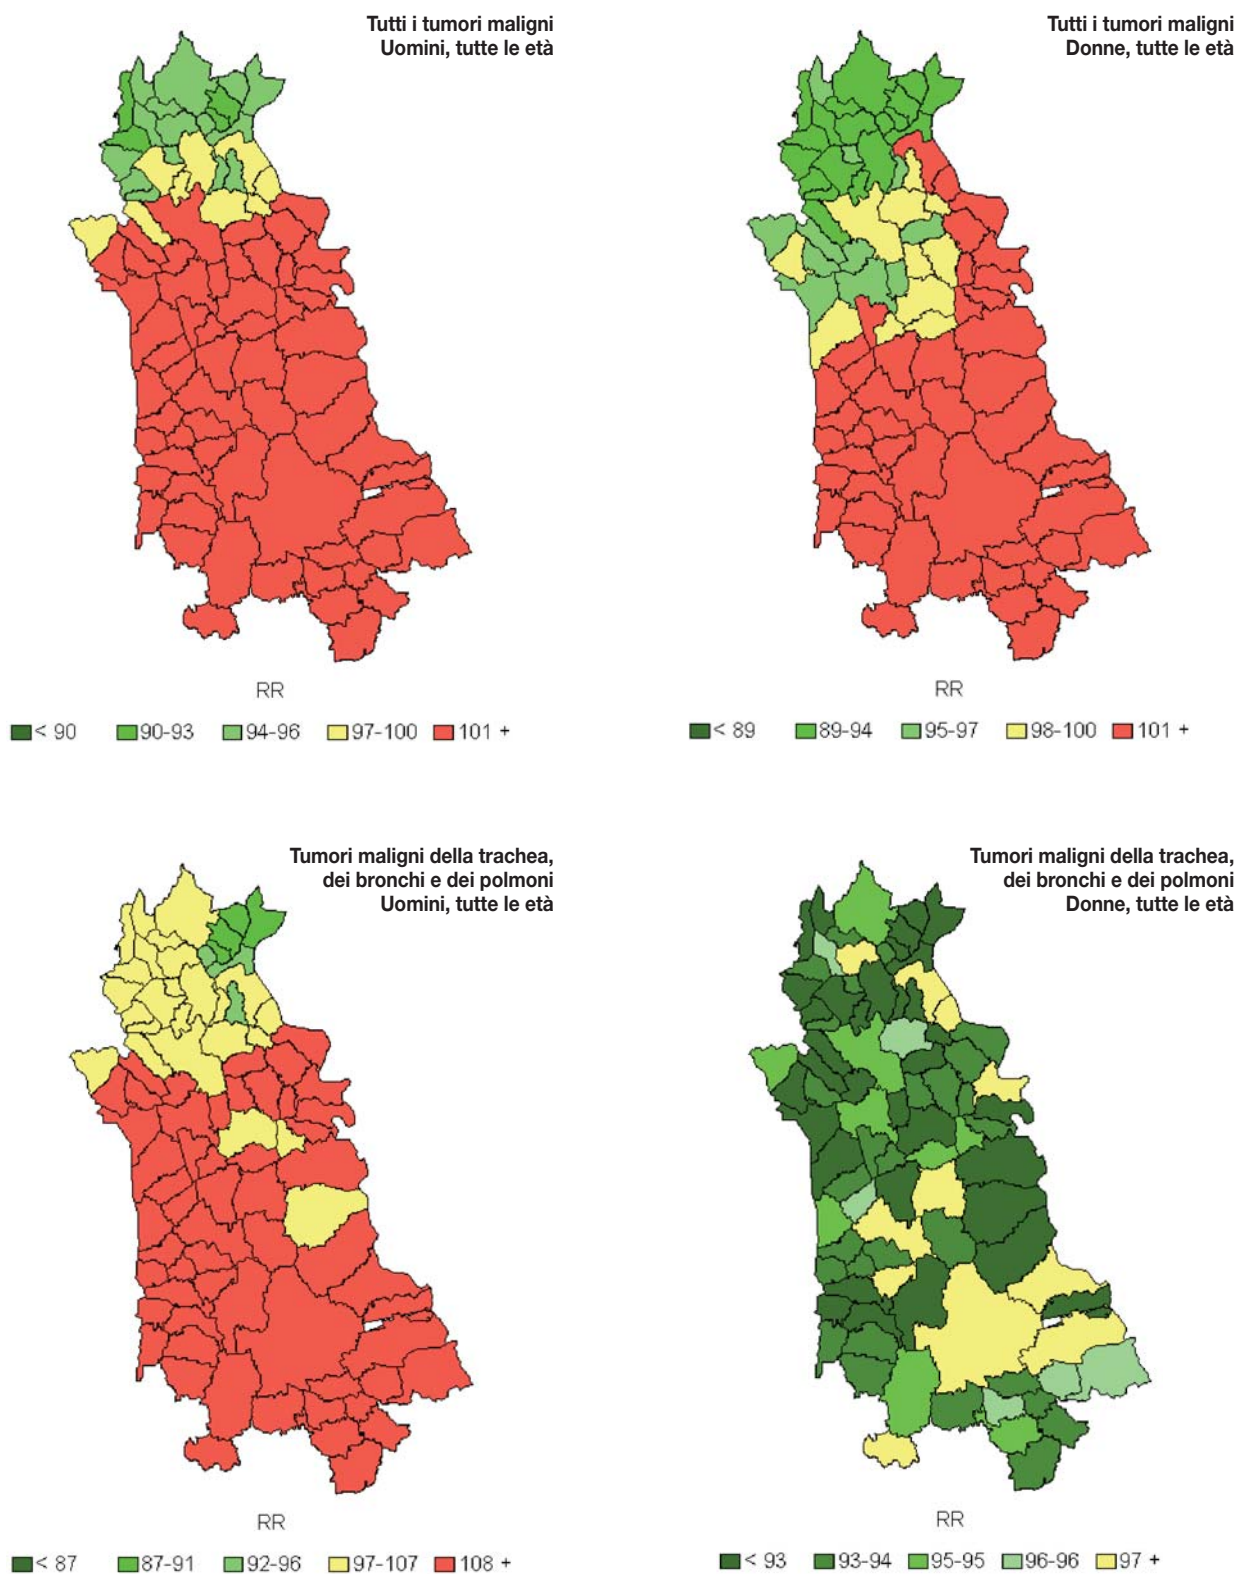 Tutti i tumori maligni
Uomini, tutte le età
RR
< 90 90-93 94-96 97-100 101 +
Tutti i tumori maligni
Donne, tutte le età
RR
< 89 89-94 95-97 98-100 101 +
Tumori maligni della trachea,
dei bronchi e dei polmoni
Uomini, tutte le età
RR
< 87 87-91 92-96 97-107 108 +
Tumori maligni della trachea,
dei bronchi e dei polmoni
Donne, tutte le età
RR
< 93 93-94 95-95 96-96 97 +